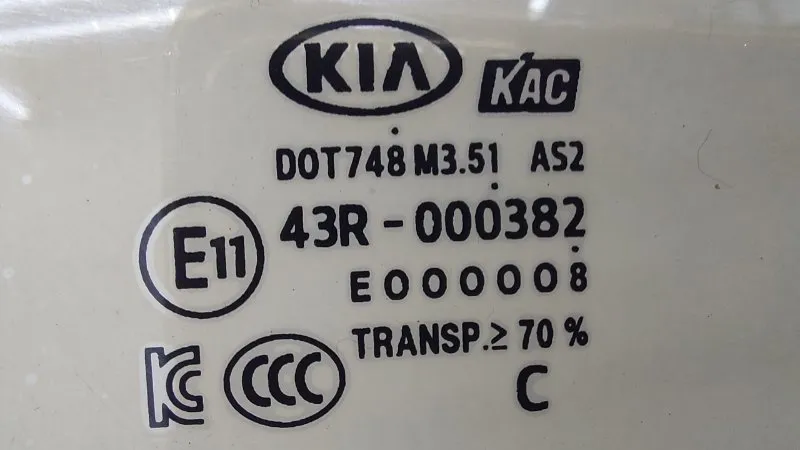 KIA KAC
DOT748 M3.51 AS2
E11 43R-000382
E000008
TRANSP.≥70%
KC CCC C